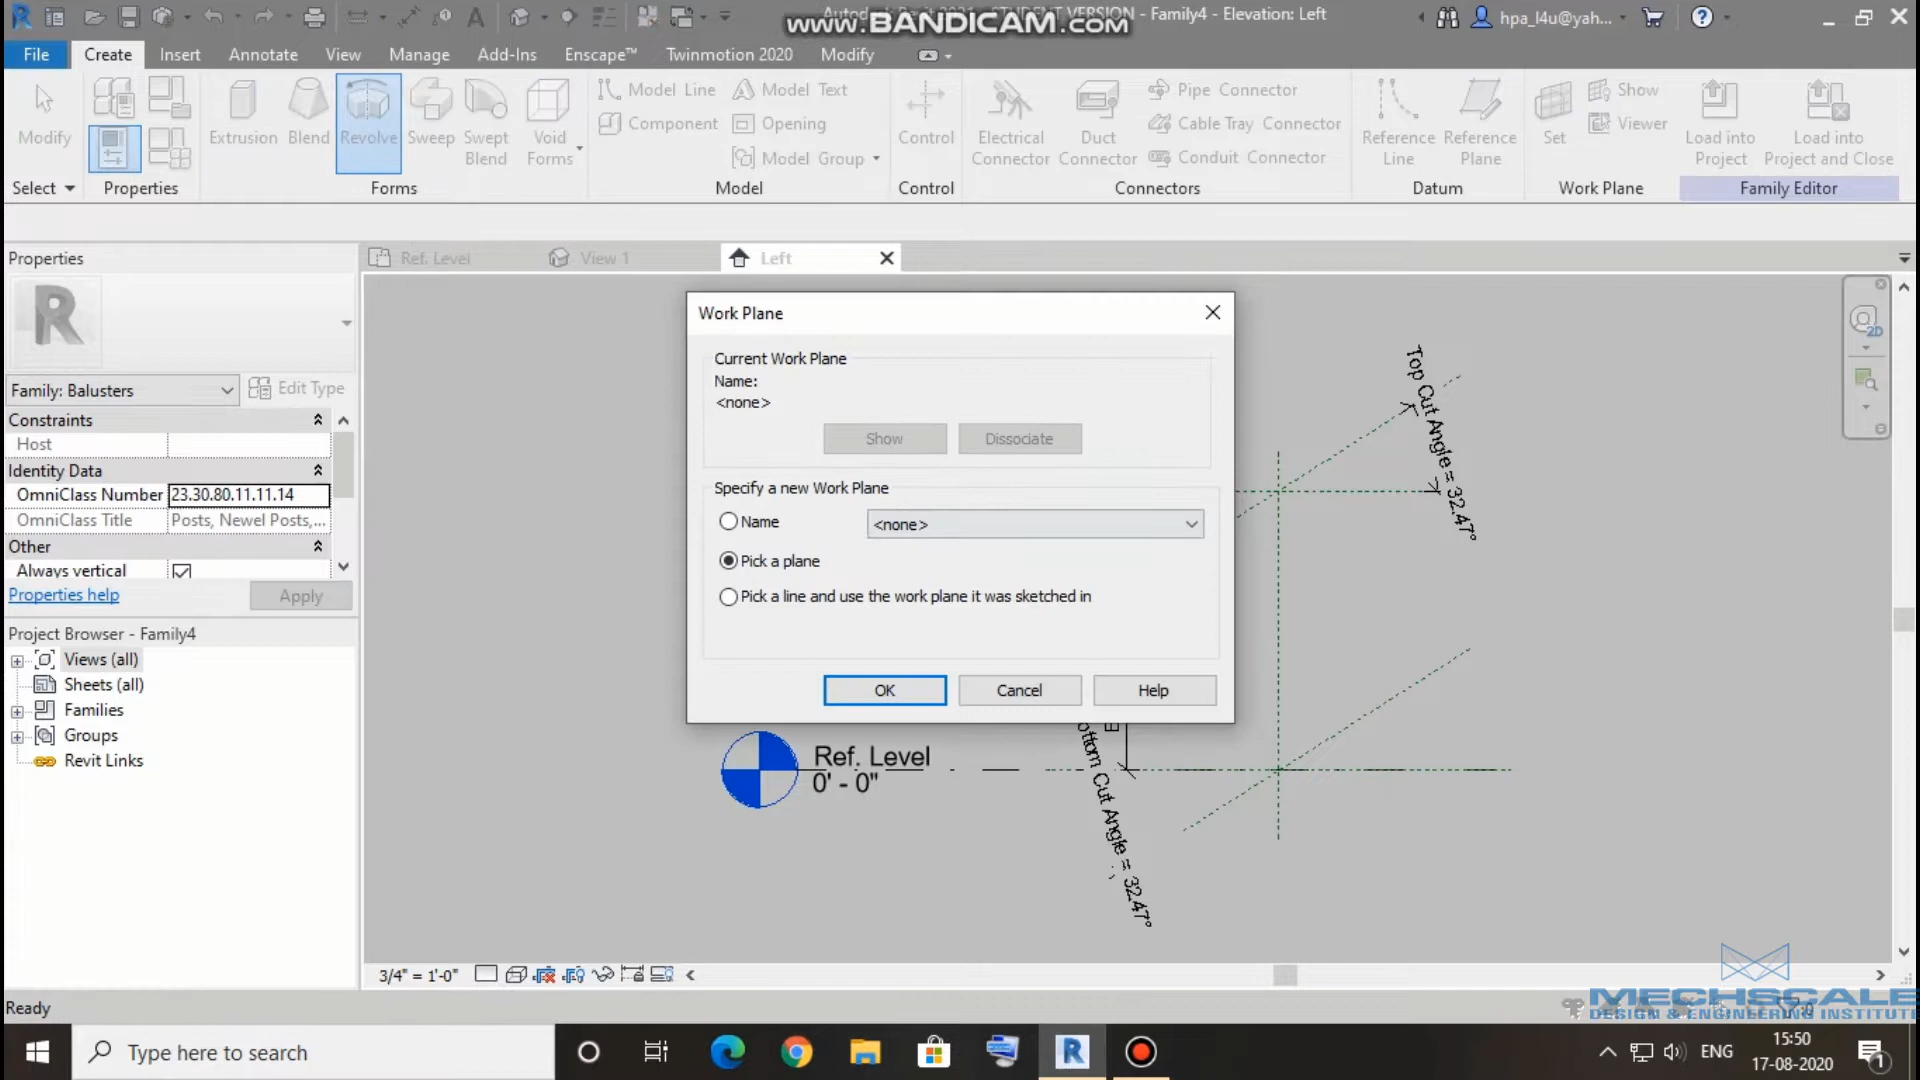 Autodesk Revit 2021 - STUDENT VERSION - Family4 - Elevation: Left
www.BANDICAM.com
hpa_l4u@yah...
File Create Insert Annotate View Manage Add-Ins Enscape™ Twinmotion 2020 Modify
Modify
Extrusion Blend Revolve Sweep Swept Blend Void Forms
Model Line Model Text
Component Opening
Model Group
Control
Electrical Connector Duct Connector
Pipe Connector
Cable Tray Connector
Conduit Connector
Reference Line Reference Plane
Set Show
Viewer
Load into Project Load into Project and Close
Select Properties Forms Model Control Connectors Datum Work Plane Family Editor
Properties
Ref. Level View 1 Left
R
Family: Balusters Edit Type
Constraints
Host
Identity Data
OmniClass Number 23.30.80.11.11.14
OmniClass Title Posts, Newel Posts,...
Other
Always vertical
Properties help Apply
Project Browser - Family4
Views (all)
Sheets (all)
Families
Groups
Revit Links
Work Plane
Current Work Plane
Name:
<none>
Show Dissociate
Specify a new Work Plane
Name <none>
Pick a plane
Pick a line and use the work plane it was sketched in
OK Cancel Help
Top Cut Angle = 32.47°
2D
Ref. Level
0' - 0"
ottom Cut Angle = 32.47°
3/4" = 1'-0"
Ready
:0
MECHSCALE
DESIGN & ENGINEERING INSTITUTE
Type here to search
R
ENG
15:50
17-08-2020
1